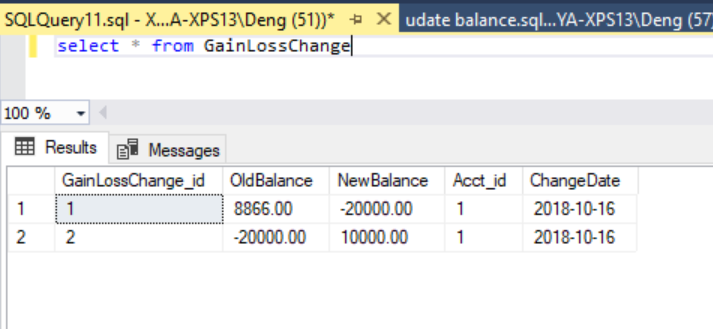 SQLQuery11.sql - X...A-XPS13\Deng (51))* udate balance.sql...YA-XPS13\Deng (57)
select * from GainLossChange
100 %
Results Messages
GainLossChange_id OldBalance NewBalance Acct_id ChangeDate
1 1 8866.00 -20000.00 1 2018-10-16
2 2 -20000.00 10000.00 1 2018-10-16